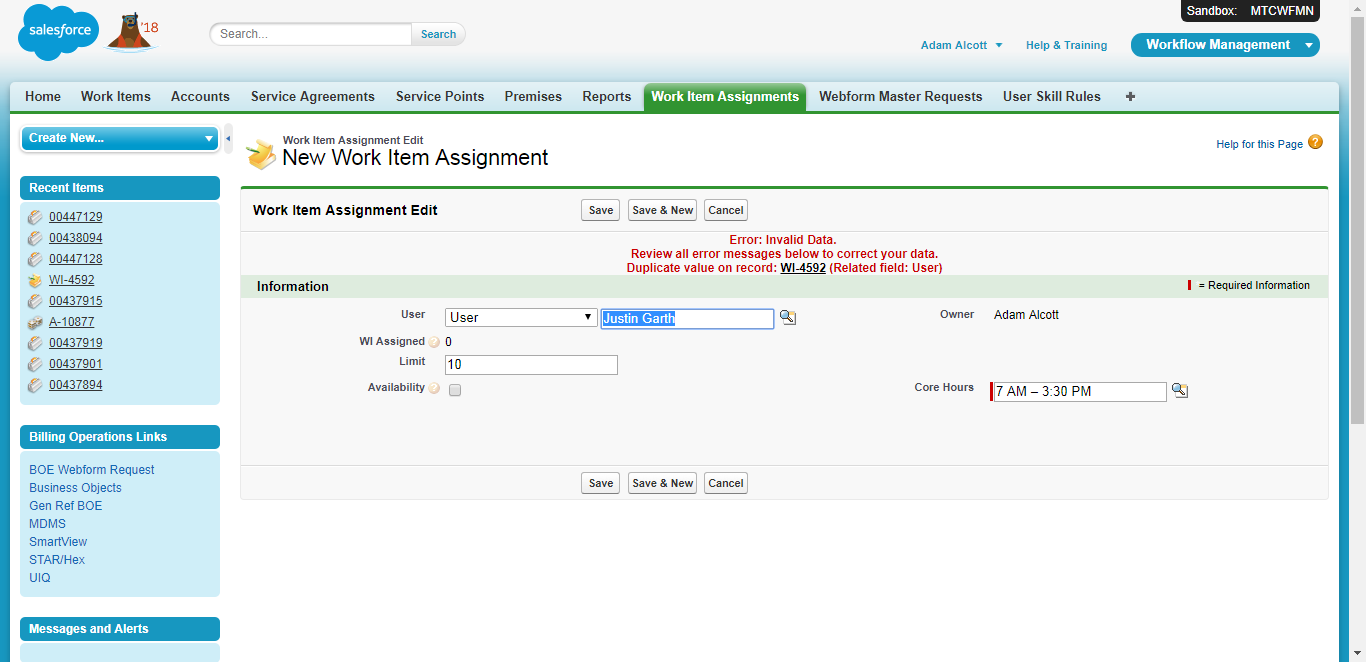 Sandbox: MTCWFMN
salesforce
'18
Search...
Search
Adam Alcott
Help & Training
Workflow Management
Home
Work Items
Accounts
Service Agreements
Service Points
Premises
Reports
Work Item Assignments
Webform Master Requests
User Skill Rules
+
Create New...
Recent Items
00447129
00438094
00447128
WI-4592
00437915
A-10877
00437919
00437901
00437894
Billing Operations Links
BOE Webform Request
Business Objects
Gen Ref BOE
MDMS
SmartView
STAR/Hex
UIQ
Messages and Alerts
Work Item Assignment Edit
New Work Item Assignment
Help for this Page ?
Work Item Assignment Edit
Save
Save & New
Cancel
Error: Invalid Data.
Review all error messages below to correct your data.
Duplicate value on record: WI-4592 (Related field: User)
Information
= Required Information
User
User
Justin Garth
Owner
Adam Alcott
WI Assigned ? 0
Limit
10
Availability ?
Core Hours
7 AM – 3:30 PM
Save
Save & New
Cancel